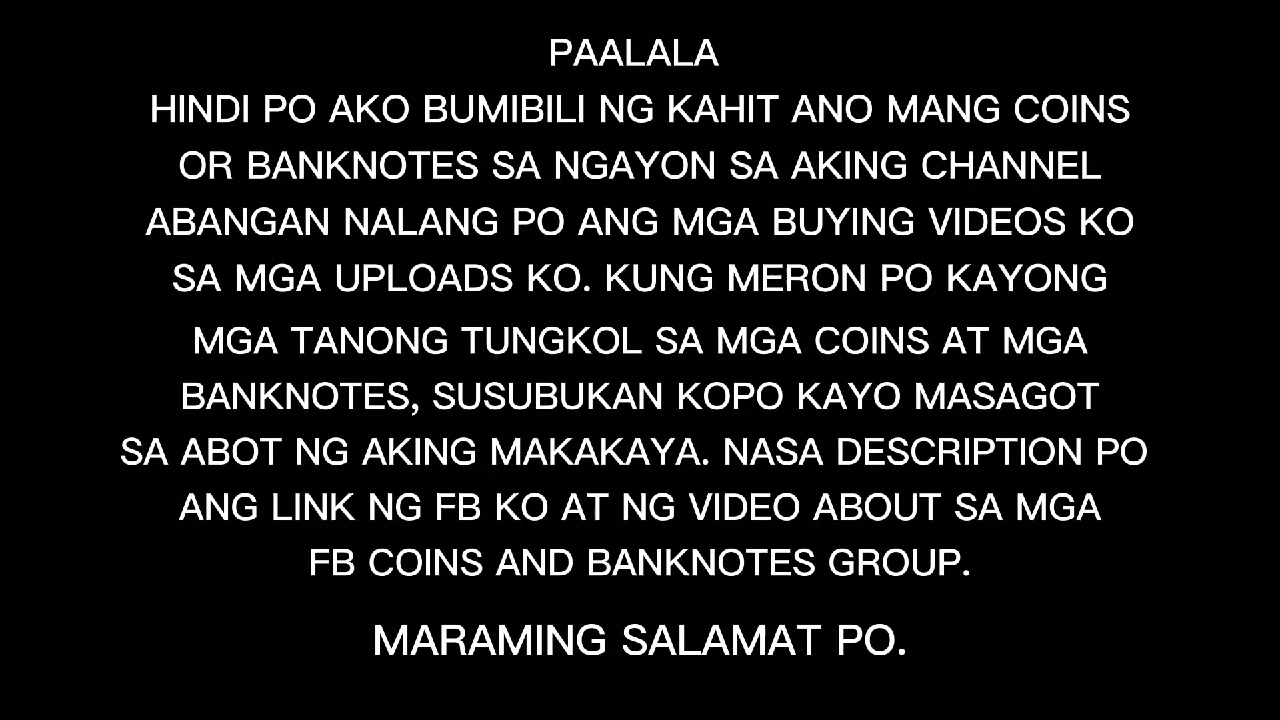 PAALALA
HINDI PO AKO BUMIBILI NG KAHIT ANO MANG COINS
OR BANKNOTES SA NGAYON SA AKING CHANNEL
ABANGAN NALANG PO ANG MGA BUYING VIDEOS KO
SA MGA UPLOADS KO. KUNG MERON PO KAYONG
MGA TANONG TUNGKOL SA MGA COINS AT MGA
BANKNOTES, SUSUBUKAN KOPO KAYO MASAGOT
SA ABOT NG AKING MAKAKAYA. NASA DESCRIPTION PO
ANG LINK NG FB KO AT NG VIDEO ABOUT SA MGA
FB COINS AND BANKNOTES GROUP.
MARAMING SALAMAT PO.